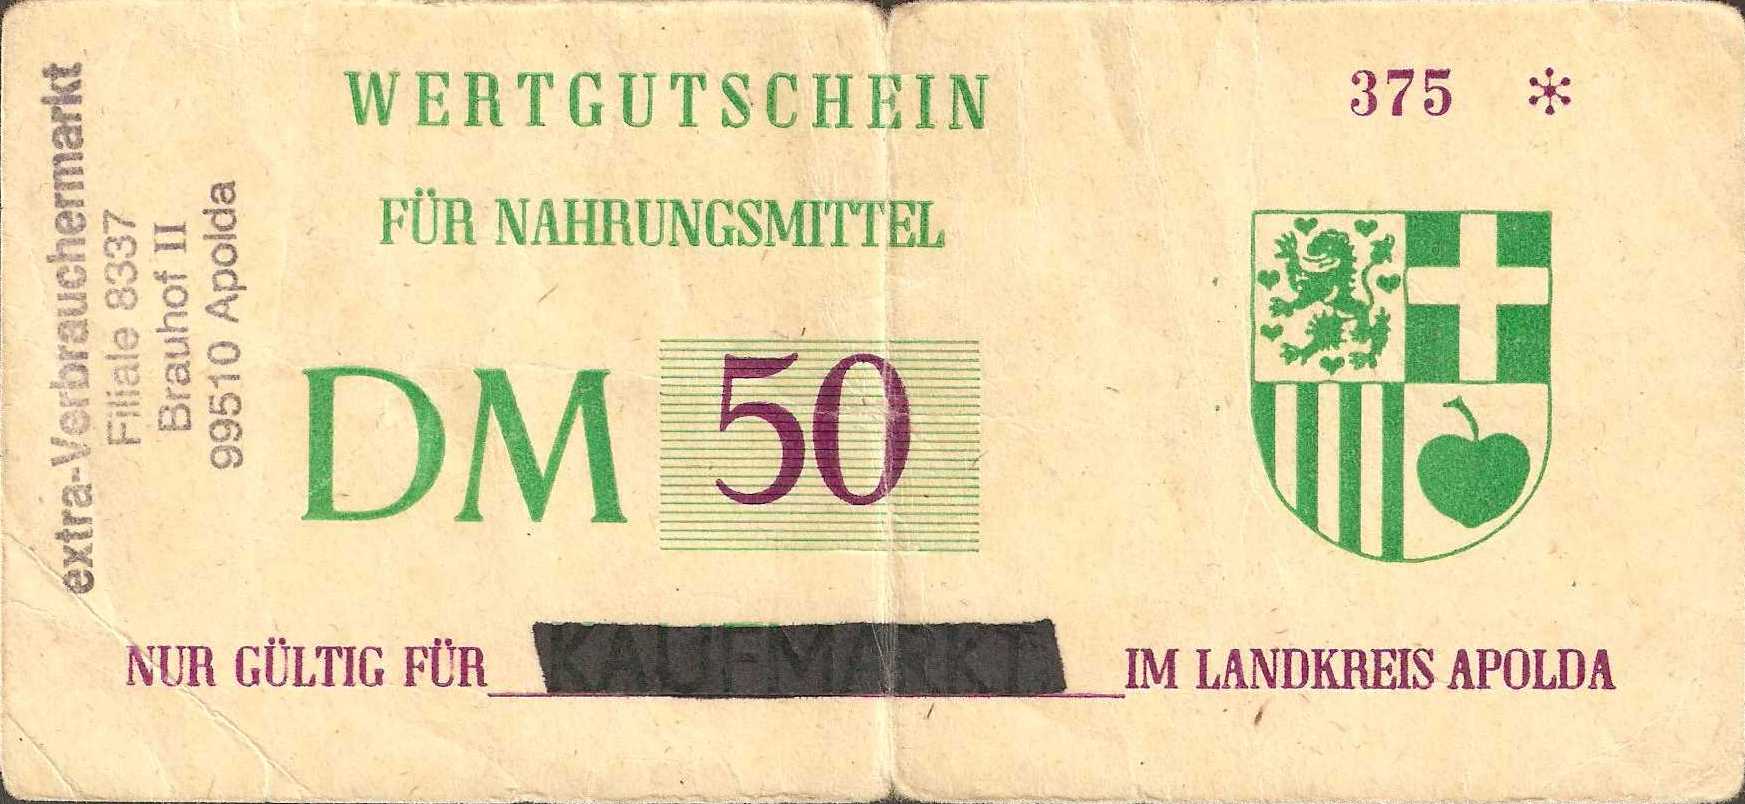 WERTGUTSCHEIN
375 *
FÜR NAHRUNGSMITTEL
DM 50
NUR GÜLTIG FÜR KAUFMARKT IM LANDKREIS APOLDA
extra-Verbrauchermarkt
Filiale 8337
Brauhof II
99510 Apolda